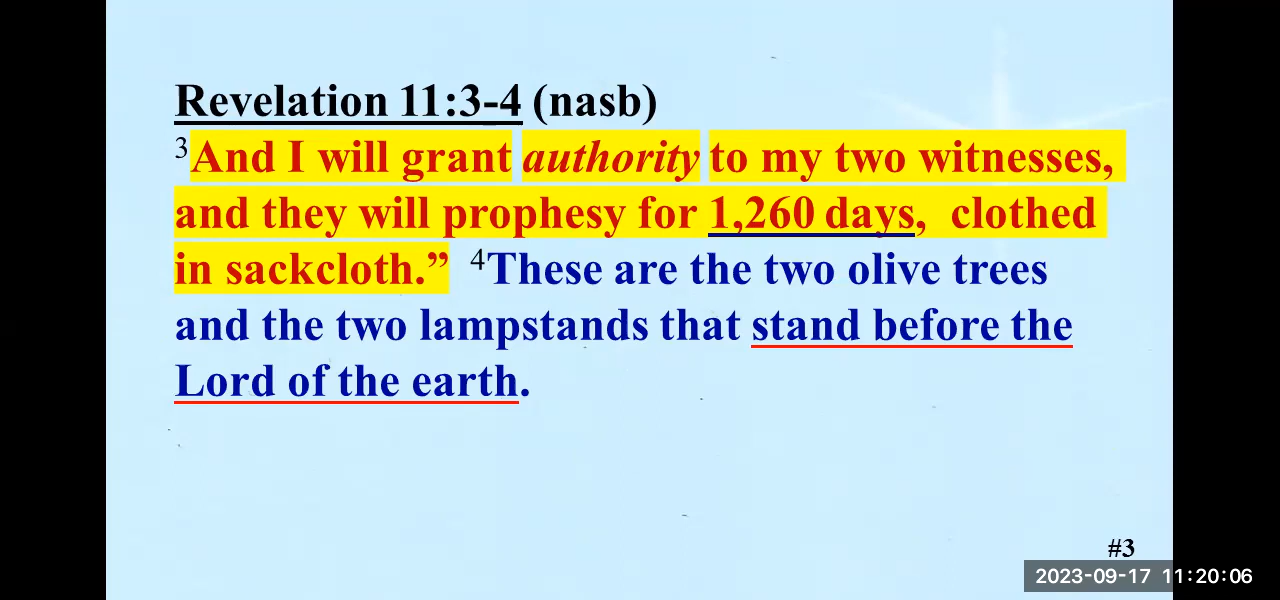 Revelation 11:3-4 (nasb)
3And I will grant authority to my two witnesses,
and they will prophesy for 1,260 days,  clothed
in sackcloth.”  4These are the two olive trees
and the two lampstands that stand before the
Lord of the earth.
#3
2023-09-17 11:20:06